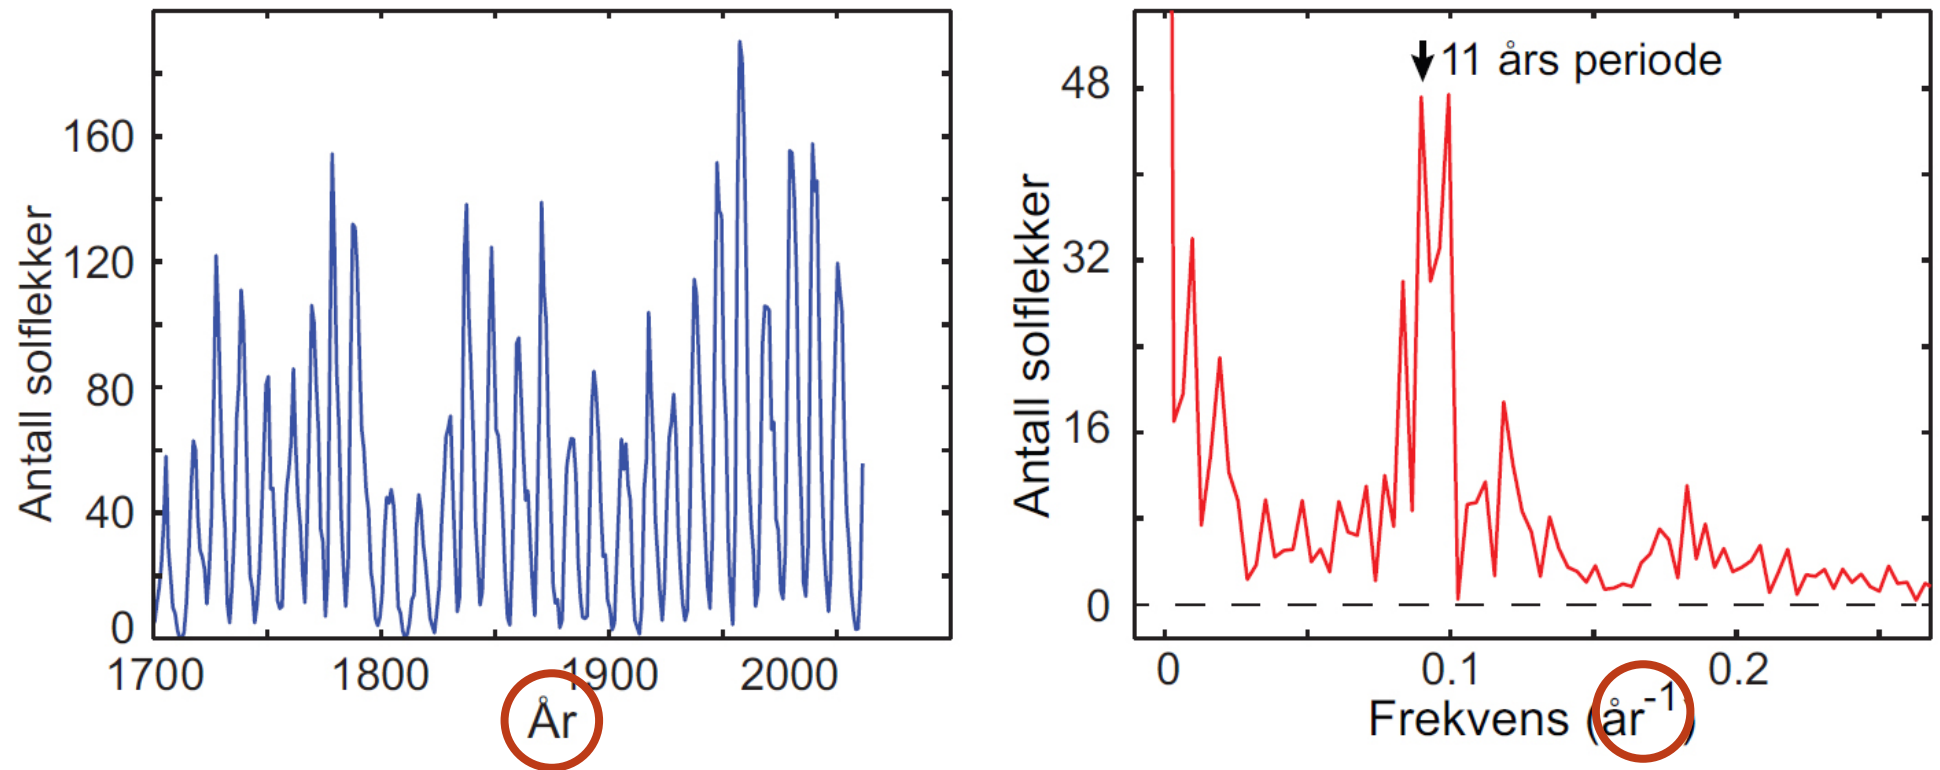 160
120
80
40
0
Antall solflekker
1700 1800 1900 2000
År
11 års periode
48
32
16
0
Antall solflekker
0 0.1 0.2
Frekvens (år⁻¹)